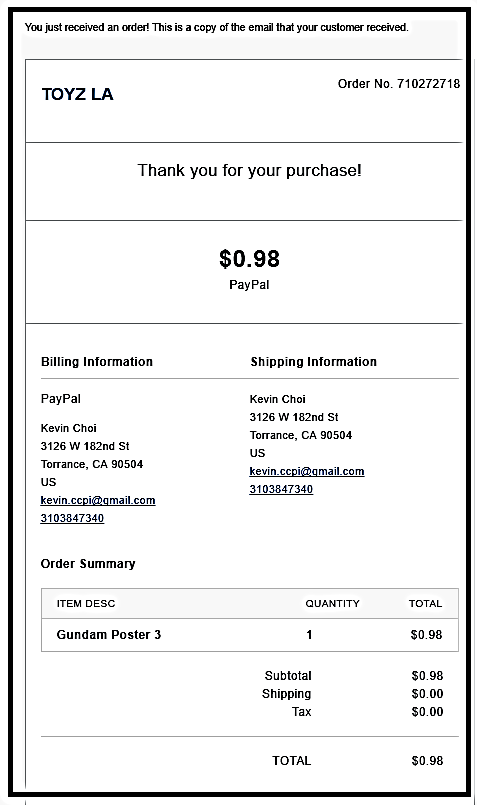 You just received an order! This is a copy of the email that your customer received.
TOYZ LA
Order No. 710272718
Thank you for your purchase!
$0.98
PayPal
Billing Information
PayPal
Kevin Choi
3126 W 182nd St
Torrance, CA 90504
US
kevin.ccpi@gmail.com
3103847340
Shipping Information
Kevin Choi
3126 W 182nd St
Torrance, CA 90504
US
kevin.ccpi@gmail.com
3103847340
Order Summary
ITEM DESC QUANTITY TOTAL
Gundam Poster 3 1 $0.98
Subtotal $0.98
Shipping $0.00
Tax $0.00
TOTAL $0.98